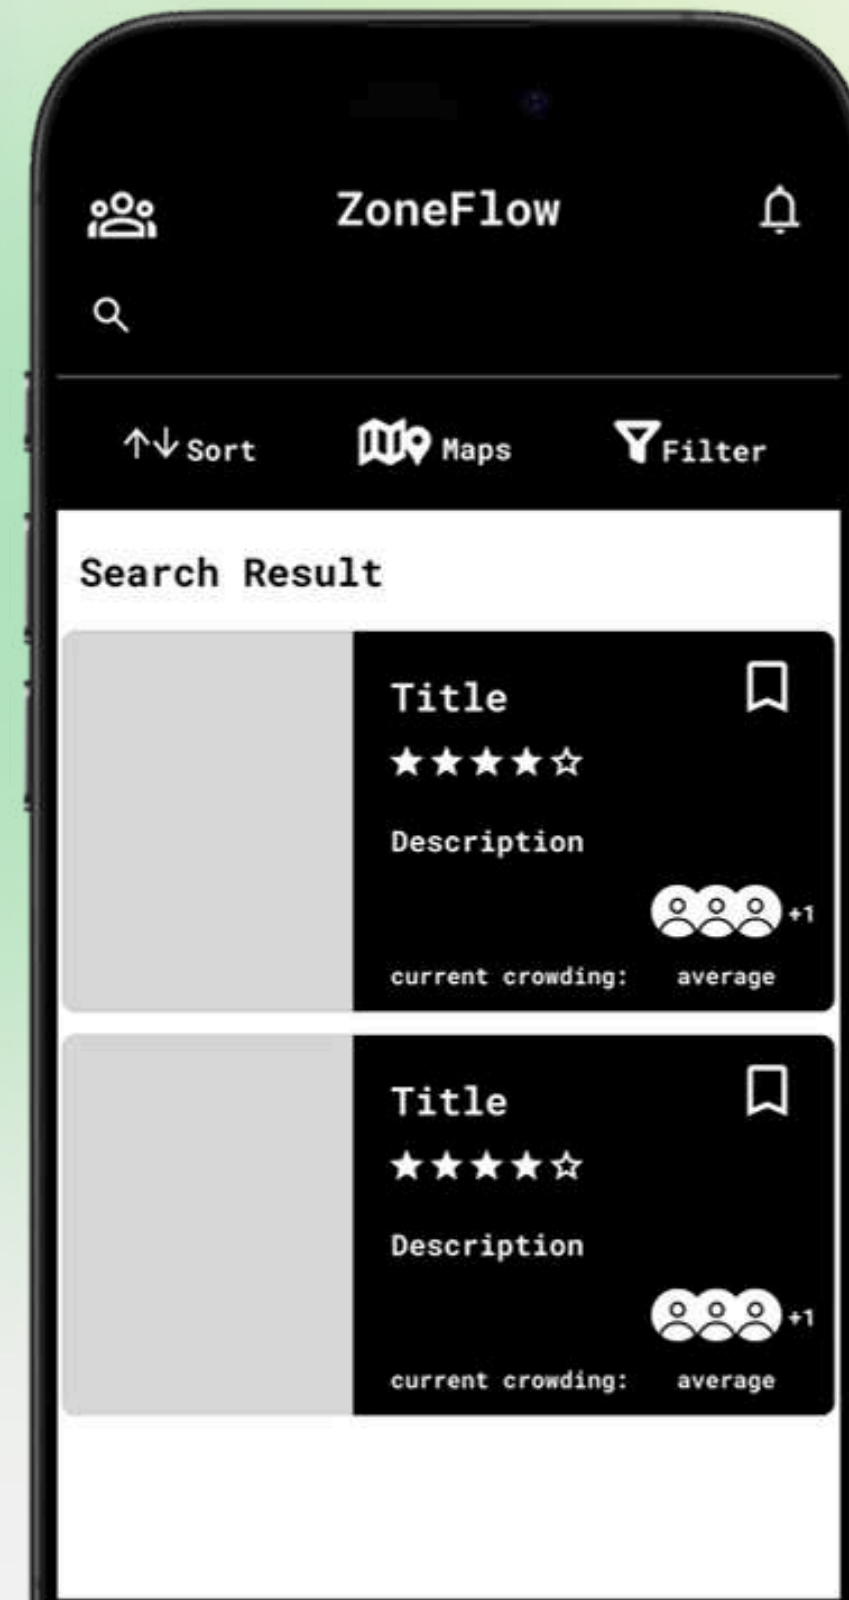 ZoneFlow
Sort Maps Filter
Search Result
Title
Description
+1
current crowding: average
Title
Description
+1
current crowding: average